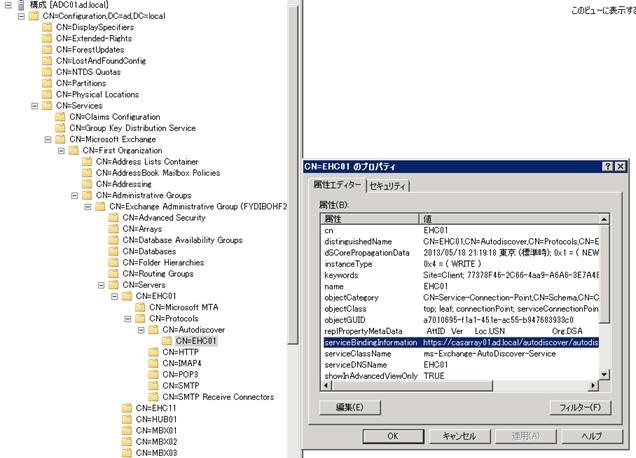 構成 [ADC01.ad.local]
CN=Configuration,DC=ad,DC=local
CN=DisplaySpecifiers
CN=Extended-Rights
CN=ForestUpdates
CN=LostAndFoundConfig
CN=NTDS Quotas
CN=Partitions
CN=Physical Locations
CN=Services
CN=Claims Configuration
CN=Group Key Distribution Service
CN=Microsoft Exchange
CN=First Organization
CN=Address Lists Container
CN=AddressBook Mailbox Policies
CN=Addressing
CN=Administrative Groups
CN=Exchange Administrative Group (FYDIBOHF2
CN=Advanced Security
CN=Arrays
CN=Database Availability Groups
CN=Databases
CN=Folder Hierarchies
CN=Routing Groups
CN=Servers
CN=EHC01
CN=Microsoft MTA
CN=Protocols
CN=Autodiscover
CN=EHC01
CN=HTTP
CN=IMAP4
CN=POP3
CN=SMTP
CN=SMTP Receive Connectors
CN=EHC11
CN=HUB01
CN=MBX01
CN=MBX02
CN=MBX03
このビューに表示する
CN=EHC01 のプロパティ
属性エディター セキュリティ
属性(B):
属性 値
cn EHC01
distinguishedName CN=EHC01,CN=Autodiscover,CN=Protocols,CN=E
dSCorePropagationData 2013/05/18 21:19:18 東京 (標準時); 0x1 = ( NEW
instanceType 0x4 = ( WRITE )
keywords Site=Client; 77378F46-2C66-4aa9-A6A6-3E7A48
name EHC01
objectCategory CN=Service-Connection-Point,CN=Schema,CN=C
objectClass top; leaf; connectionPoint; serviceConnectionPoin
objectGUID a7010695-f1a1-451e-ac55-b947683983c0
replPropertyMetaData AttID Ver Loc.USN Org.DSA
serviceBindingInformation https://casarray01.ad.local/autodiscover/autodis
serviceClassName ms-Exchange-AutoDiscover-Service
serviceDNSName EHC01
showInAdvancedViewOnly TRUE
編集(E) フィルター(F)
OK キャンセル 適用(A) ヘルプ